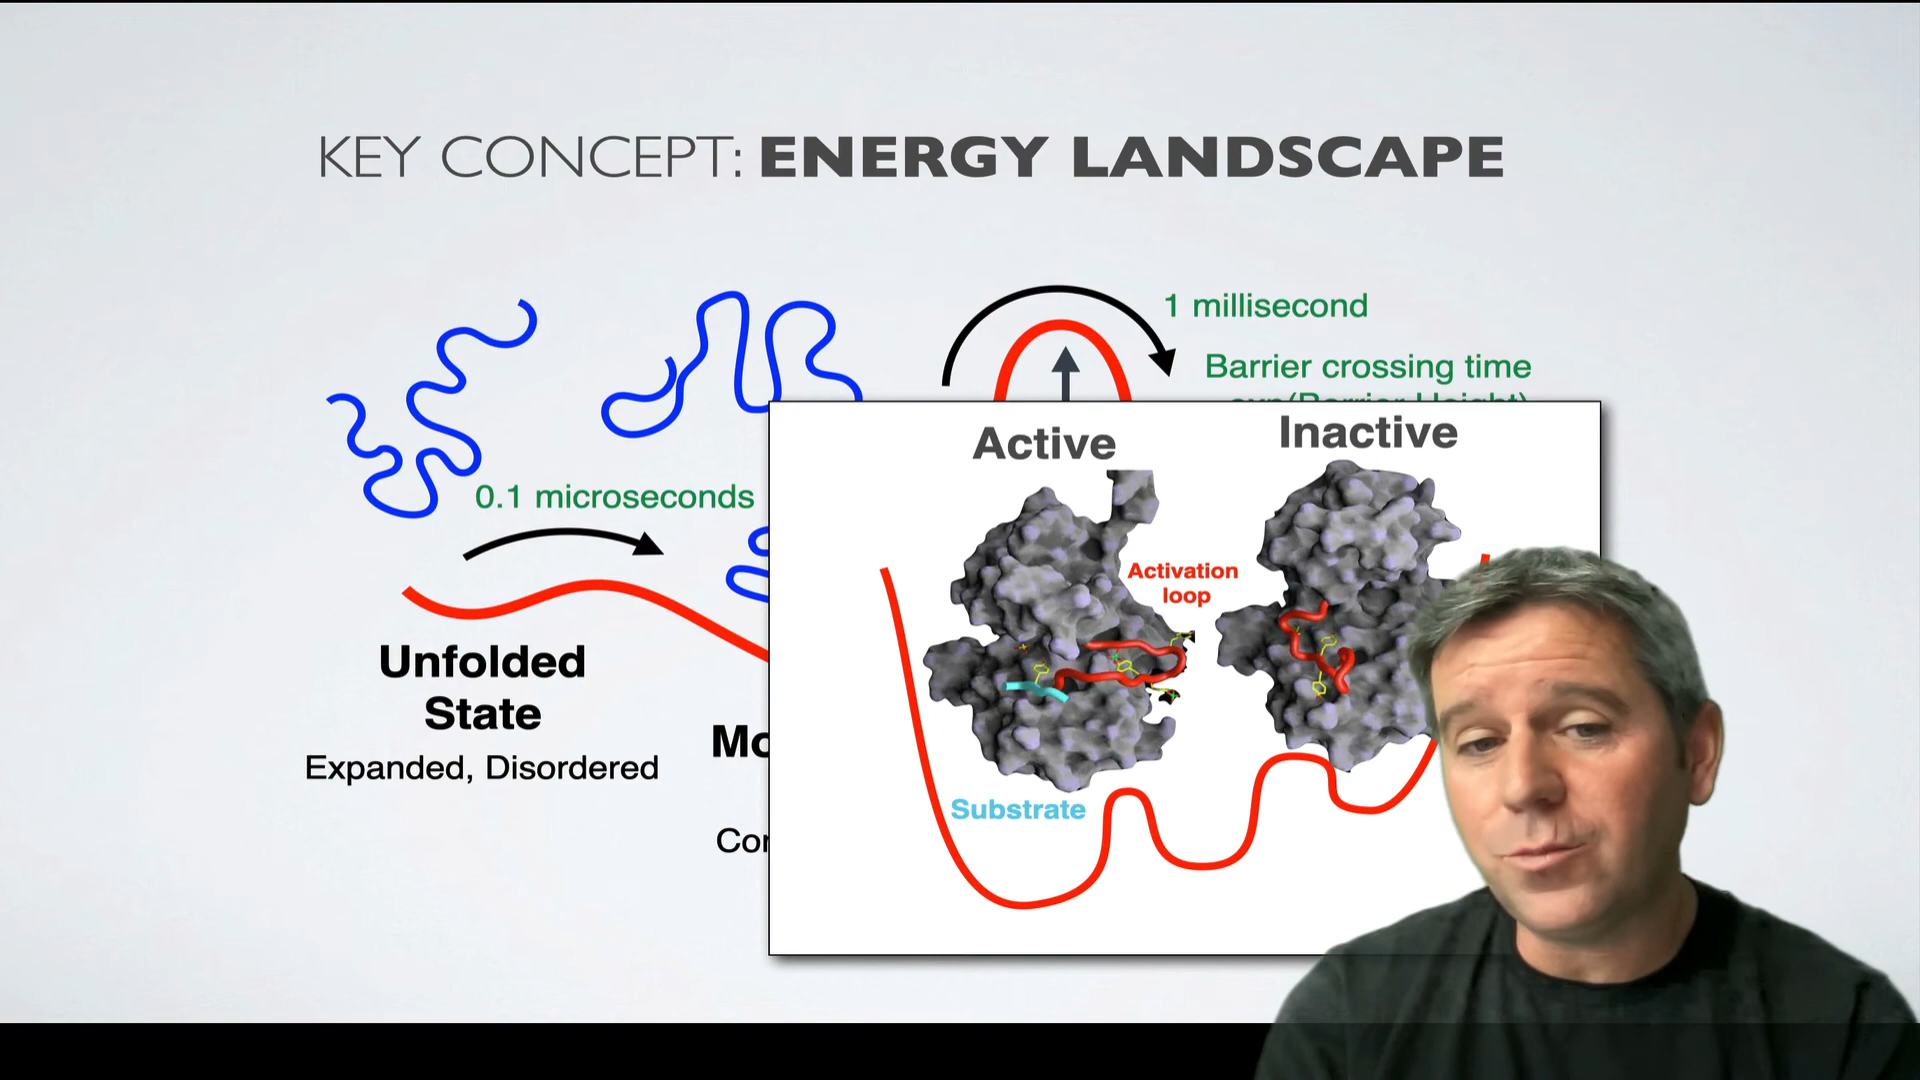 KEY CONCEPT: ENERGY LANDSCAPE
1 millisecond
Barrier crossing time
0.1 microseconds
Unfolded
State
Expanded, Disordered
Active
Inactive
Activation
loop
Substrate